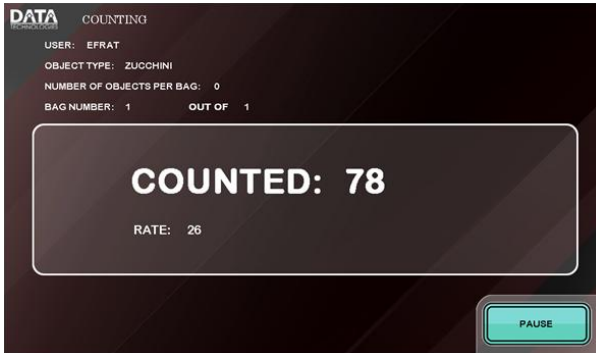 DATA COUNTING
TECHNOLOGIES
USER: EFRAT
OBJECT TYPE: ZUCCHINI
NUMBER OF OBJECTS PER BAG: 0
BAG NUMBER: 1 OUT OF 1
COUNTED: 78
RATE: 26
PAUSE